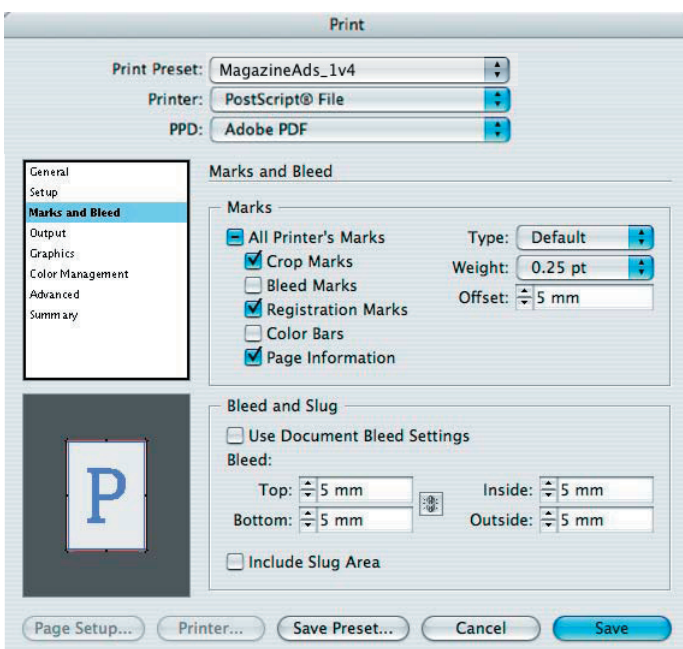 Print
Print Preset: MagazineAds_1v4
Printer: PostScript® File
PPD: Adobe PDF
General
Setup
Marks and Bleed
Output
Graphics
Color Management
Advanced
Summary
Marks and Bleed
Marks
All Printer's Marks
Crop Marks
Bleed Marks
Registration Marks
Color Bars
Page Information
Type: Default
Weight: 0.25 pt
Offset: 5 mm
P
Bleed and Slug
Use Document Bleed Settings
Bleed:
Top: 5 mm Inside: 5 mm
Bottom: 5 mm Outside: 5 mm
Include Slug Area
Page Setup... Printer... Save Preset... Cancel Save